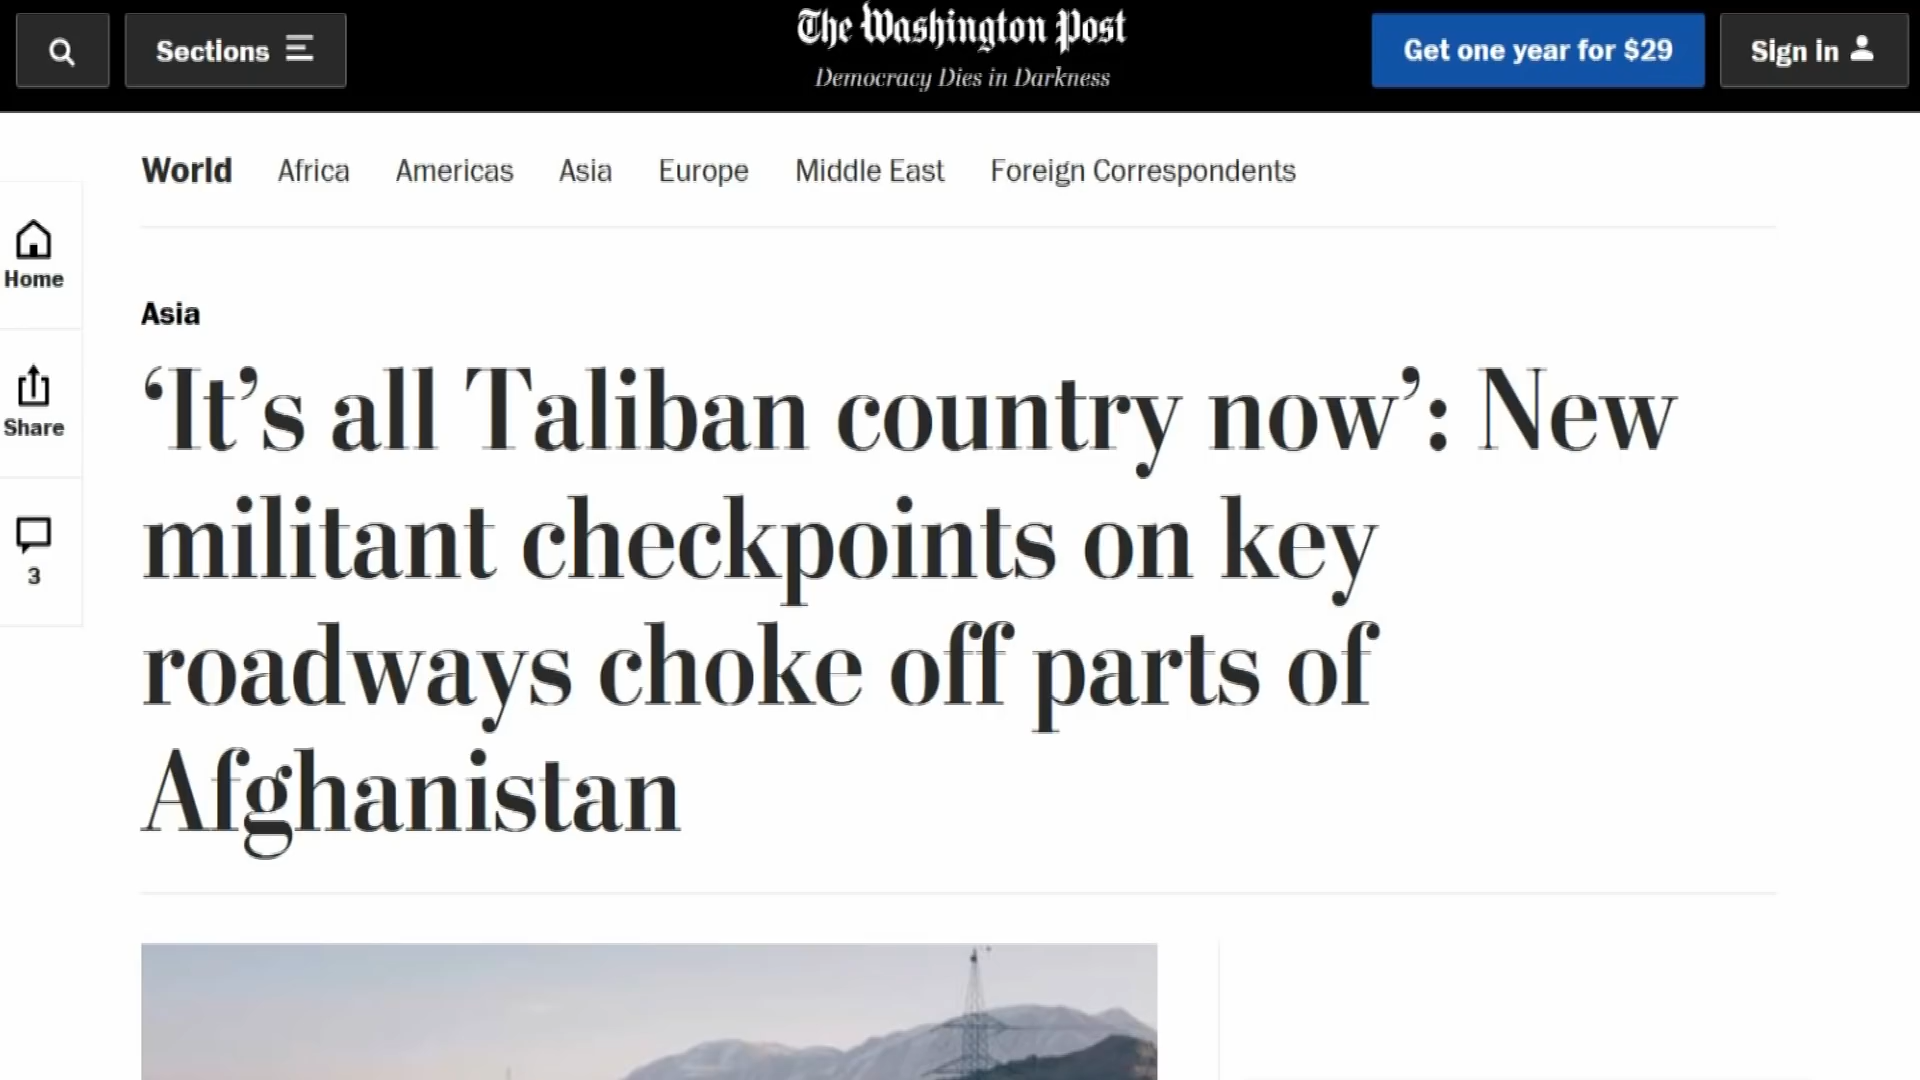 Sections
The Washington Post
Democracy Dies in Darkness
Get one year for $29
Sign in
World Africa Americas Asia Europe Middle East Foreign Correspondents
Home
Share
3
Asia
‘It’s all Taliban country now’: New
militant checkpoints on key
roadways choke off parts of
Afghanistan